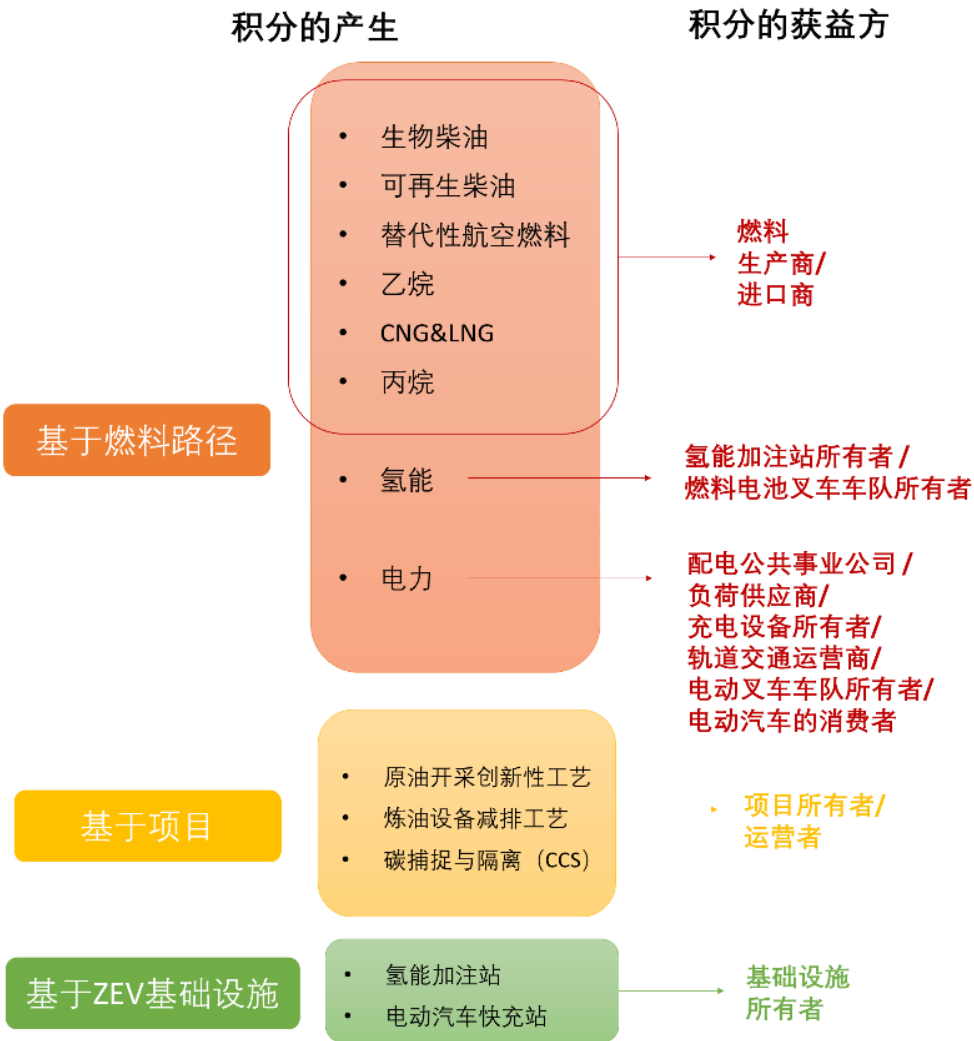 积分的产生
积分的获益方
基于燃料路径
• 生物柴油
• 可再生柴油
• 替代性航空燃料
• 乙烷
• CNG&LNG
• 丙烷
燃料
生产商/
进口商
• 氢能
氢能加注站所有者 /
燃料电池叉车车队所有者
• 电力
配电公共事业公司 /
负荷供应商/
充电设备所有者/
轨道交通运营商/
电动叉车车队所有者/
电动汽车的消费者
基于项目
• 原油开采创新性工艺
• 炼油设备减排工艺
• 碳捕捉与隔离（CCS）
项目所有者/
运营者
基于ZEV基础设施
• 氢能加注站
• 电动汽车快充站
基础设施
所有者